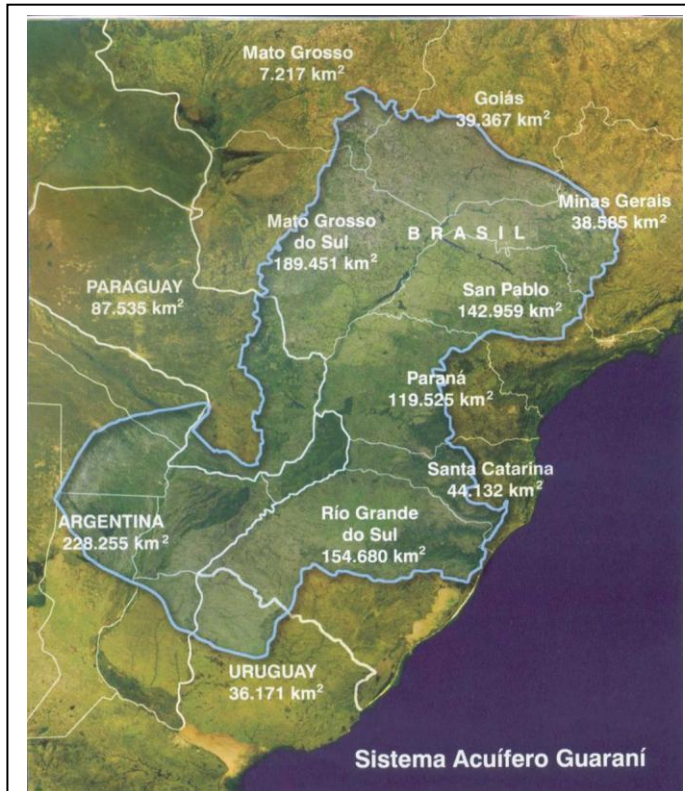 Mato Grosso
7.217 km²
Goiás
39.367 km²
Minas Gerais
38.585 km²
Mato Grosso
do Sul
189.451 km²
BRASIL
PARAGUAY
87.535 km²
San Pablo
142.959 km²
Paraná
119.525 km²
Santa Catarina
44.132 km²
ARGENTINA
228.255 km²
Río Grande
do Sul
154.680 km²
URUGUAY
36.171 km²
Sistema Acuífero Guaraní